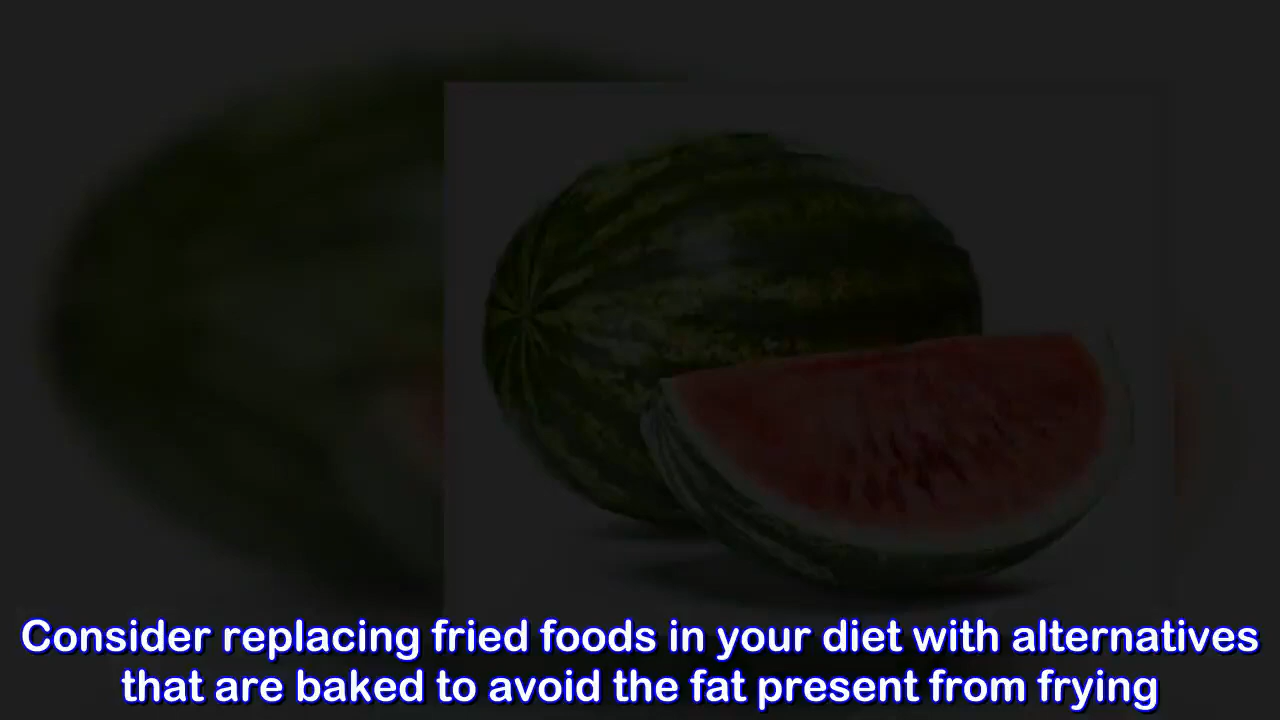 Consider replacing fried foods in your diet with alternatives
that are baked to avoid the fat present from frying